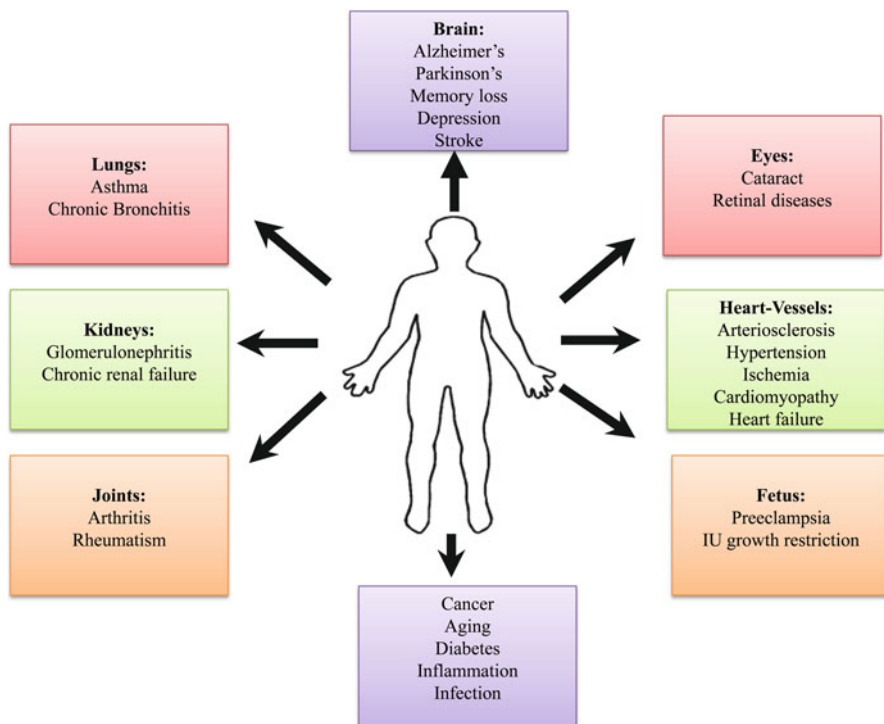 Brain:
Alzheimer’s
Parkinson’s
Memory loss
Depression
Stroke
Lungs:
Asthma
Chronic Bronchitis
Eyes:
Cataract
Retinal diseases
Kidneys:
Glomerulonephritis
Chronic renal failure
Heart-Vessels:
Arteriosclerosis
Hypertension
Ischemia
Cardiomyopathy
Heart failure
Joints:
Arthritis
Rheumatism
Fetus:
Preeclampsia
IU growth restriction
Cancer
Aging
Diabetes
Inflammation
Infection